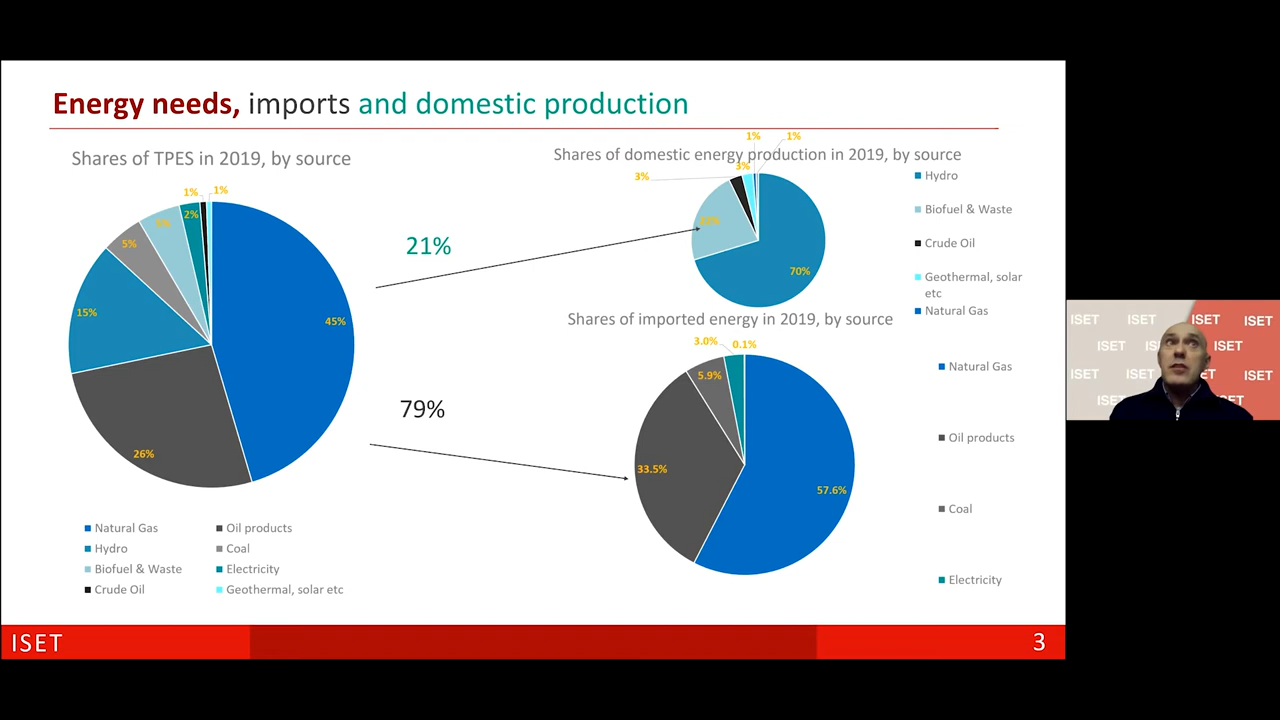 Energy needs, imports and domestic production
Shares of TPES in 2019, by source
1%
1%
2%
5%
15%
45%
26%
Natural Gas
Oil products
Hydro
Coal
Biofuel & Waste
Electricity
Crude Oil
Geothermal, solar etc
21%
79%
Shares of domestic energy production in 2019, by source
1%
1%
3%
3%
70%
Hydro
Biofuel & Waste
Crude Oil
Geothermal, solar
etc
Natural Gas
Shares of imported energy in 2019, by source
3.0%
0.1%
5.9%
33.5%
57.6%
Natural Gas
Oil products
Coal
Electricity
ISET
3
ISET ISET ISET ISET
ISET ISET ISET
ISET ISET ISET
ISET ISET